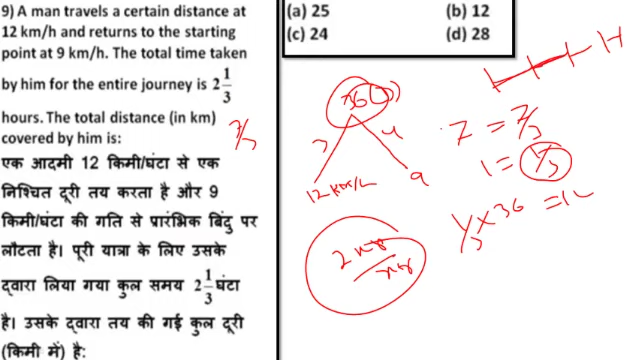 9) A man travels a certain distance at
12 km/h and returns to the starting
point at 9 km/h. The total time taken
by him for the entire journey is 2 1/3
hours. The total distance (in km)
covered by him is:
7/3
एक आदमी 12 किमी/घंटा से एक
निश्चित दूरी तय करता है और 9
किमी/घंटा की गति से प्रारंभिक बिंदु पर
लौटता है। पूरी यात्रा के लिए उसके
द्वारा लिया गया कुल समय 2 1/3 घंटा
है। उसके द्वारा तय की गई कुल दूरी
(किमी में) है:
(a) 25 (b) 12
(c) 24 (d) 28
36
3 4
12 km/h 9
7 = 7/3
1 = 1/3
1/3 × 36 = 12